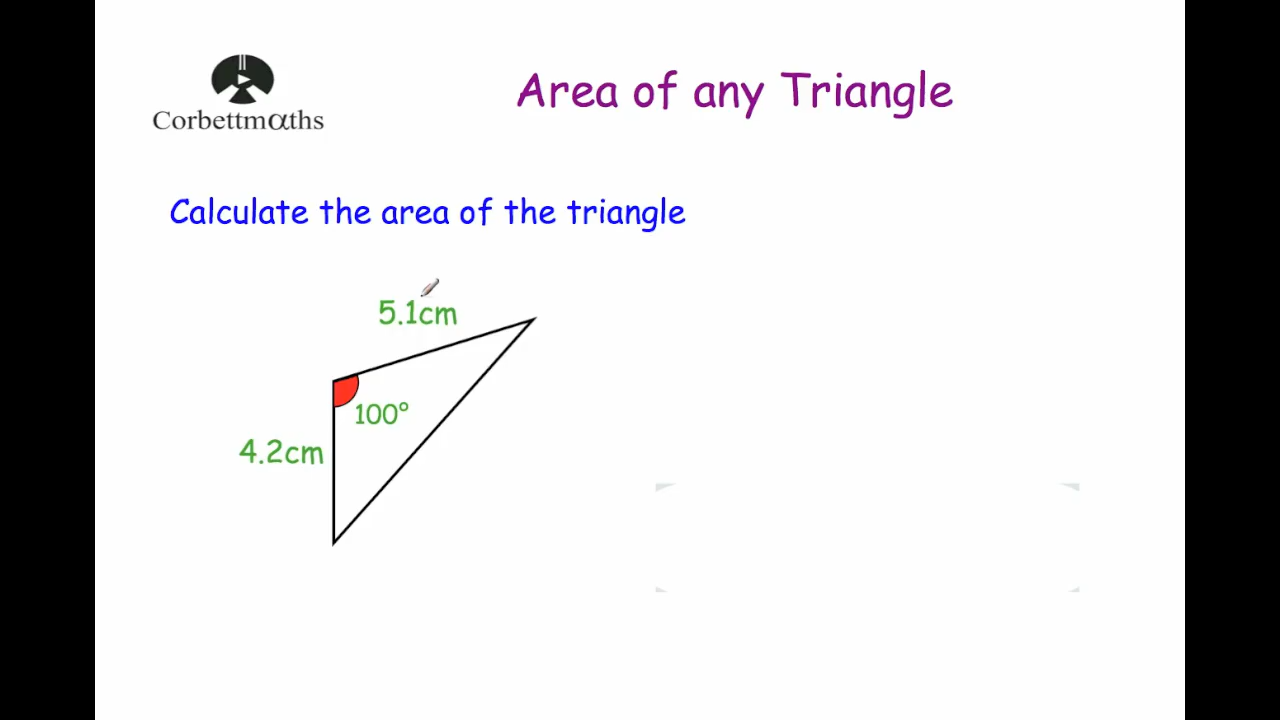 Area of any Triangle
Corbettmαths
Calculate the area of the triangle
5.1cm
100°
4.2cm